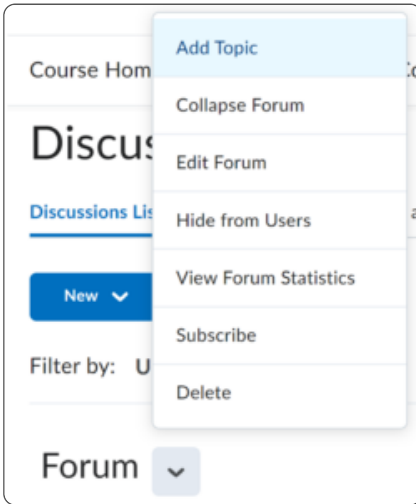 Add Topic
Course Hom
Collapse Forum
Discus
Edit Forum
Discussions Lis
Hide from Users
New
View Forum Statistics
Subscribe
Filter by: U
Delete
Forum